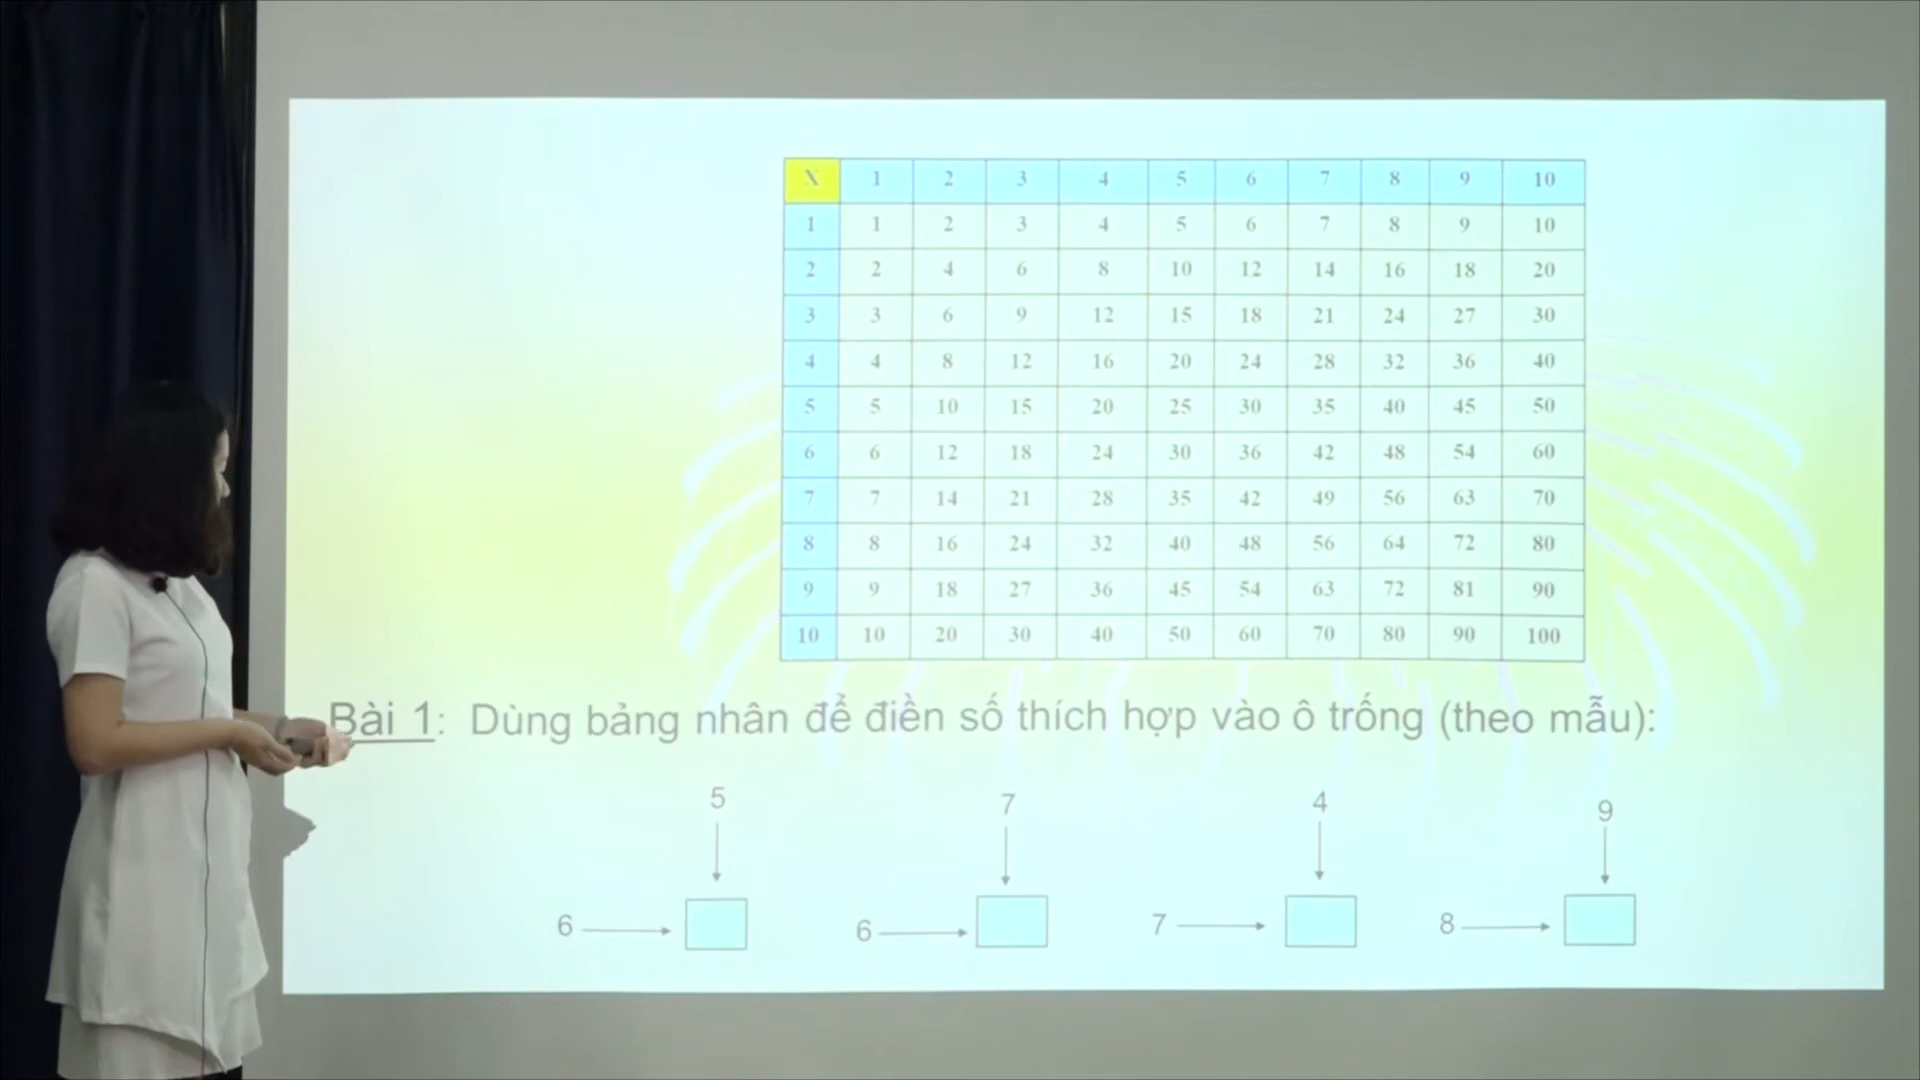 X 1 2 3 4 5 6 7 8 9 10
1 1 2 3 4 5 6 7 8 9 10
2 2 4 6 8 10 12 14 16 18 20
3 3 6 9 12 15 18 21 24 27 30
4 4 8 12 16 20 24 28 32 36 40
5 5 10 15 20 25 30 35 40 45 50
6 6 12 18 24 30 36 42 48 54 60
7 7 14 21 28 35 42 49 56 63 70
8 8 16 24 32 40 48 56 64 72 80
9 9 18 27 36 45 54 63 72 81 90
10 10 20 30 40 50 60 70 80 90 100
Bài 1: Dùng bảng nhân để điền số thích hợp vào ô trống (theo mẫu):
5 7 4 9
6 6 7 8